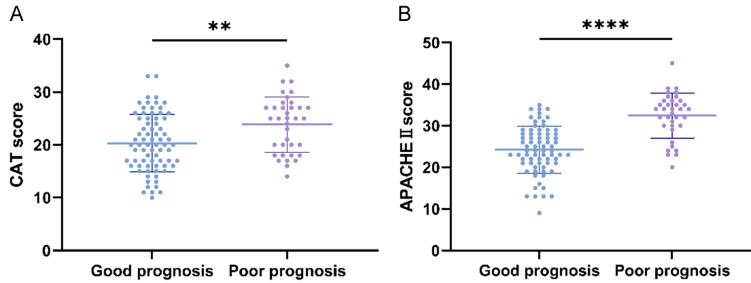 A
**
CAT score
40
30
20
10
0
Good prognosis
Poor prognosis
B
****
APACHE Ⅱ score
50
40
30
20
10
0
Good prognosis
Poor prognosis